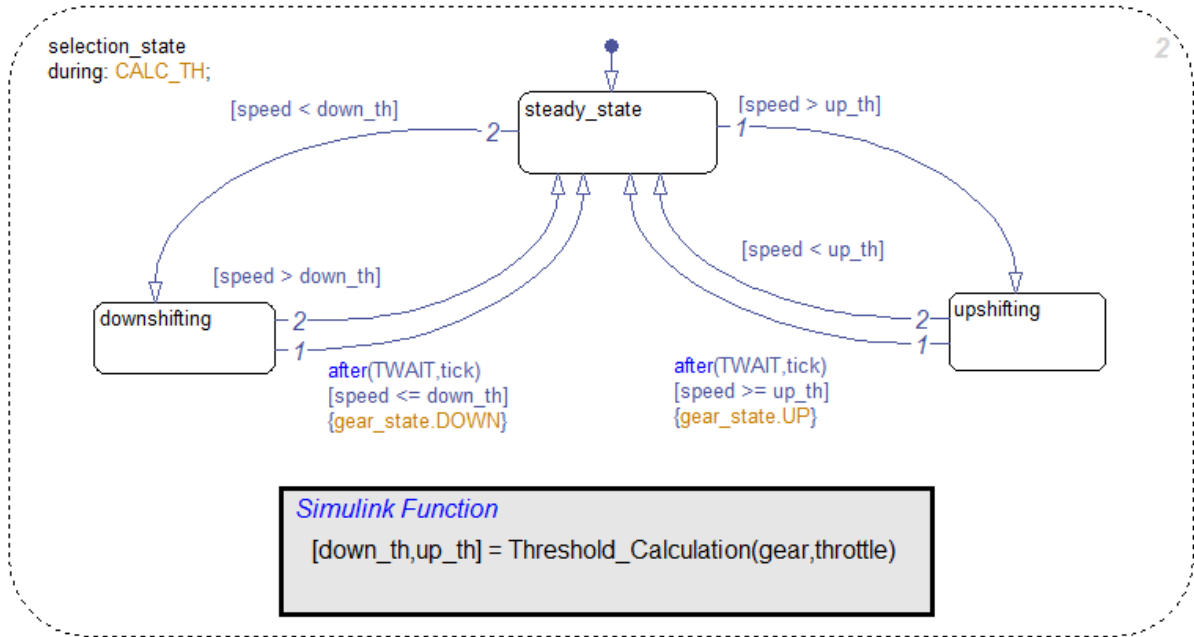 selection_state
during: CALC_TH;
2
steady_state
[speed < down_th]
2
[speed > up_th]
1
[speed > down_th]
[speed < up_th]
downshifting
2
1
upshifting
2
1
after(TWAIT,tick)
[speed <= down_th]
{gear_state.DOWN}
after(TWAIT,tick)
[speed >= up_th]
{gear_state.UP}
Simulink Function
[down_th,up_th] = Threshold_Calculation(gear,throttle)